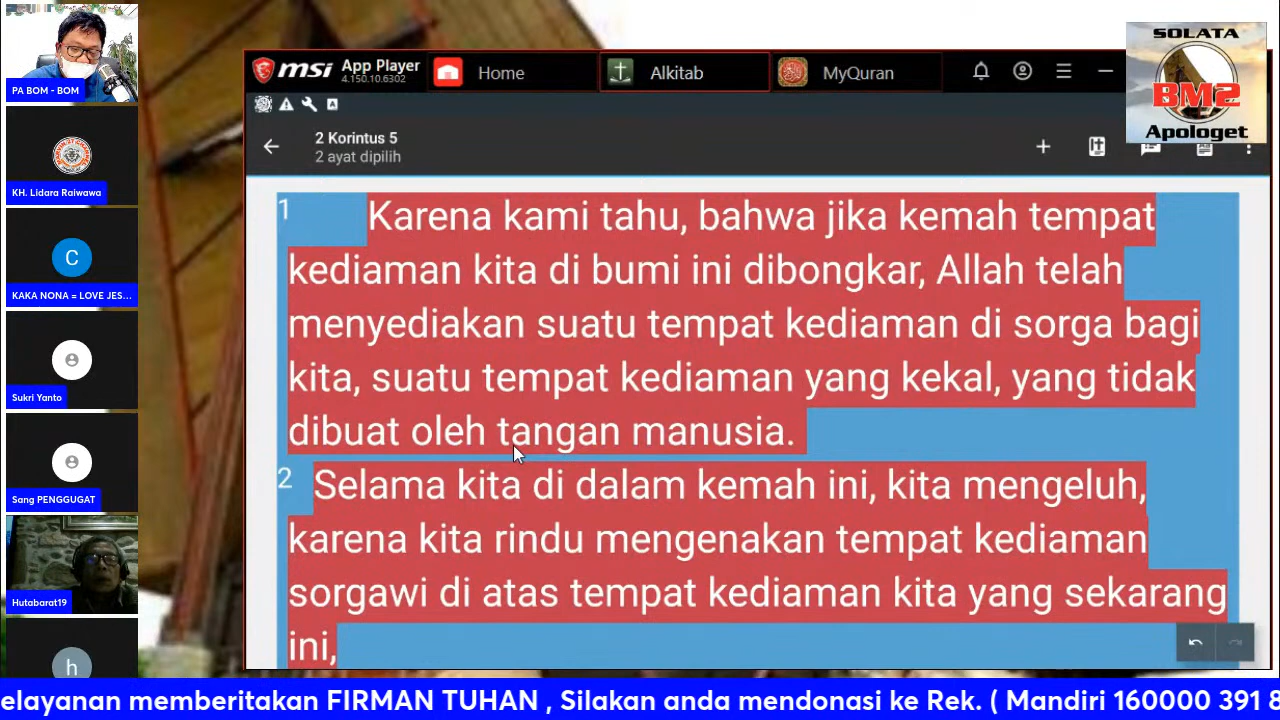 PA BOM - BOM
KH. Lidara Raiwawa
C
KAKA NONA = LOVE JES...
Sukri Yanto
Sang PENGGUGAT
Hutabarat19
h
msi App Player
4.150.10.6302
Home
Alkitab
MyQuran
SOLATA
BM2
Apologet
2 Korintus 5
2 ayat dipilih
1 Karena kami tahu, bahwa jika kemah tempat
kediaman kita di bumi ini dibongkar, Allah telah
menyediakan suatu tempat kediaman di sorga bagi
kita, suatu tempat kediaman yang kekal, yang tidak
dibuat oleh tangan manusia.
2 Selama kita di dalam kemah ini, kita mengeluh,
karena kita rindu mengenakan tempat kediaman
sorgawi di atas tempat kediaman kita yang sekarang
ini,
elayanan memberitakan FIRMAN TUHAN , Silakan anda mendonasi ke Rek. ( Mandiri 160000 391 8